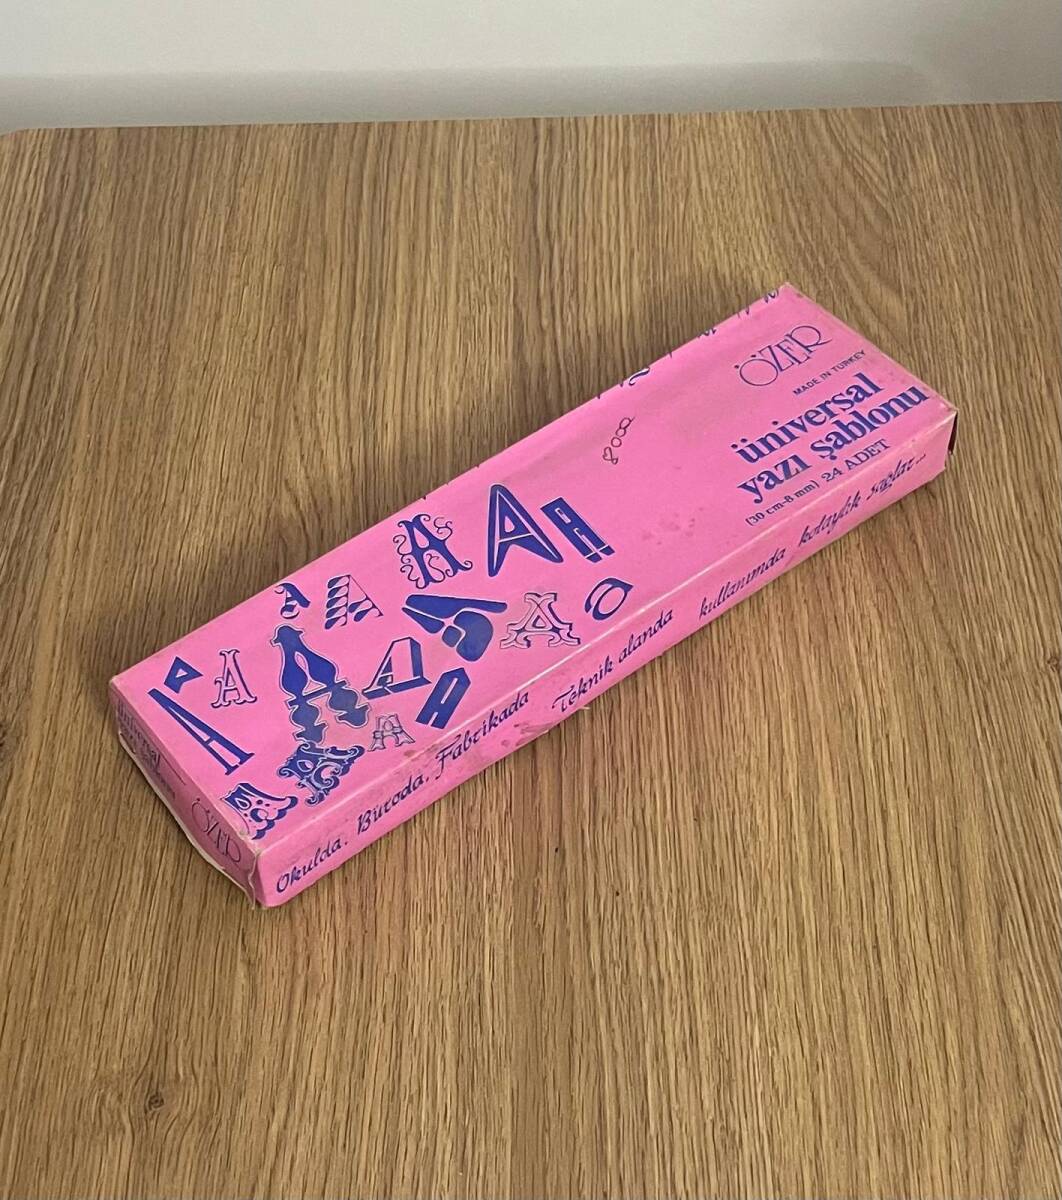 ÖZER
MADE IN TURKEY
üniversal
yazı şablonu
(30 cm-8 mm) 24 ADET
8000
A A A A A A A A A A A A A A A a
Okulda, Büroda, Fabrikada Teknik alanda kullanımda kolaylık sağlar...
ÖZER